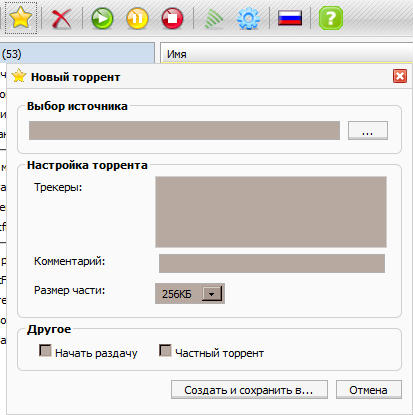 (53)
Имя
Новый торрент
Выбор источника
...
Настройка торрента
Трекеры:
Комментарий:
Размер части:
256КБ
Другое
Начать раздачу
Частный торрент
Создать и сохранить в...
Отмена